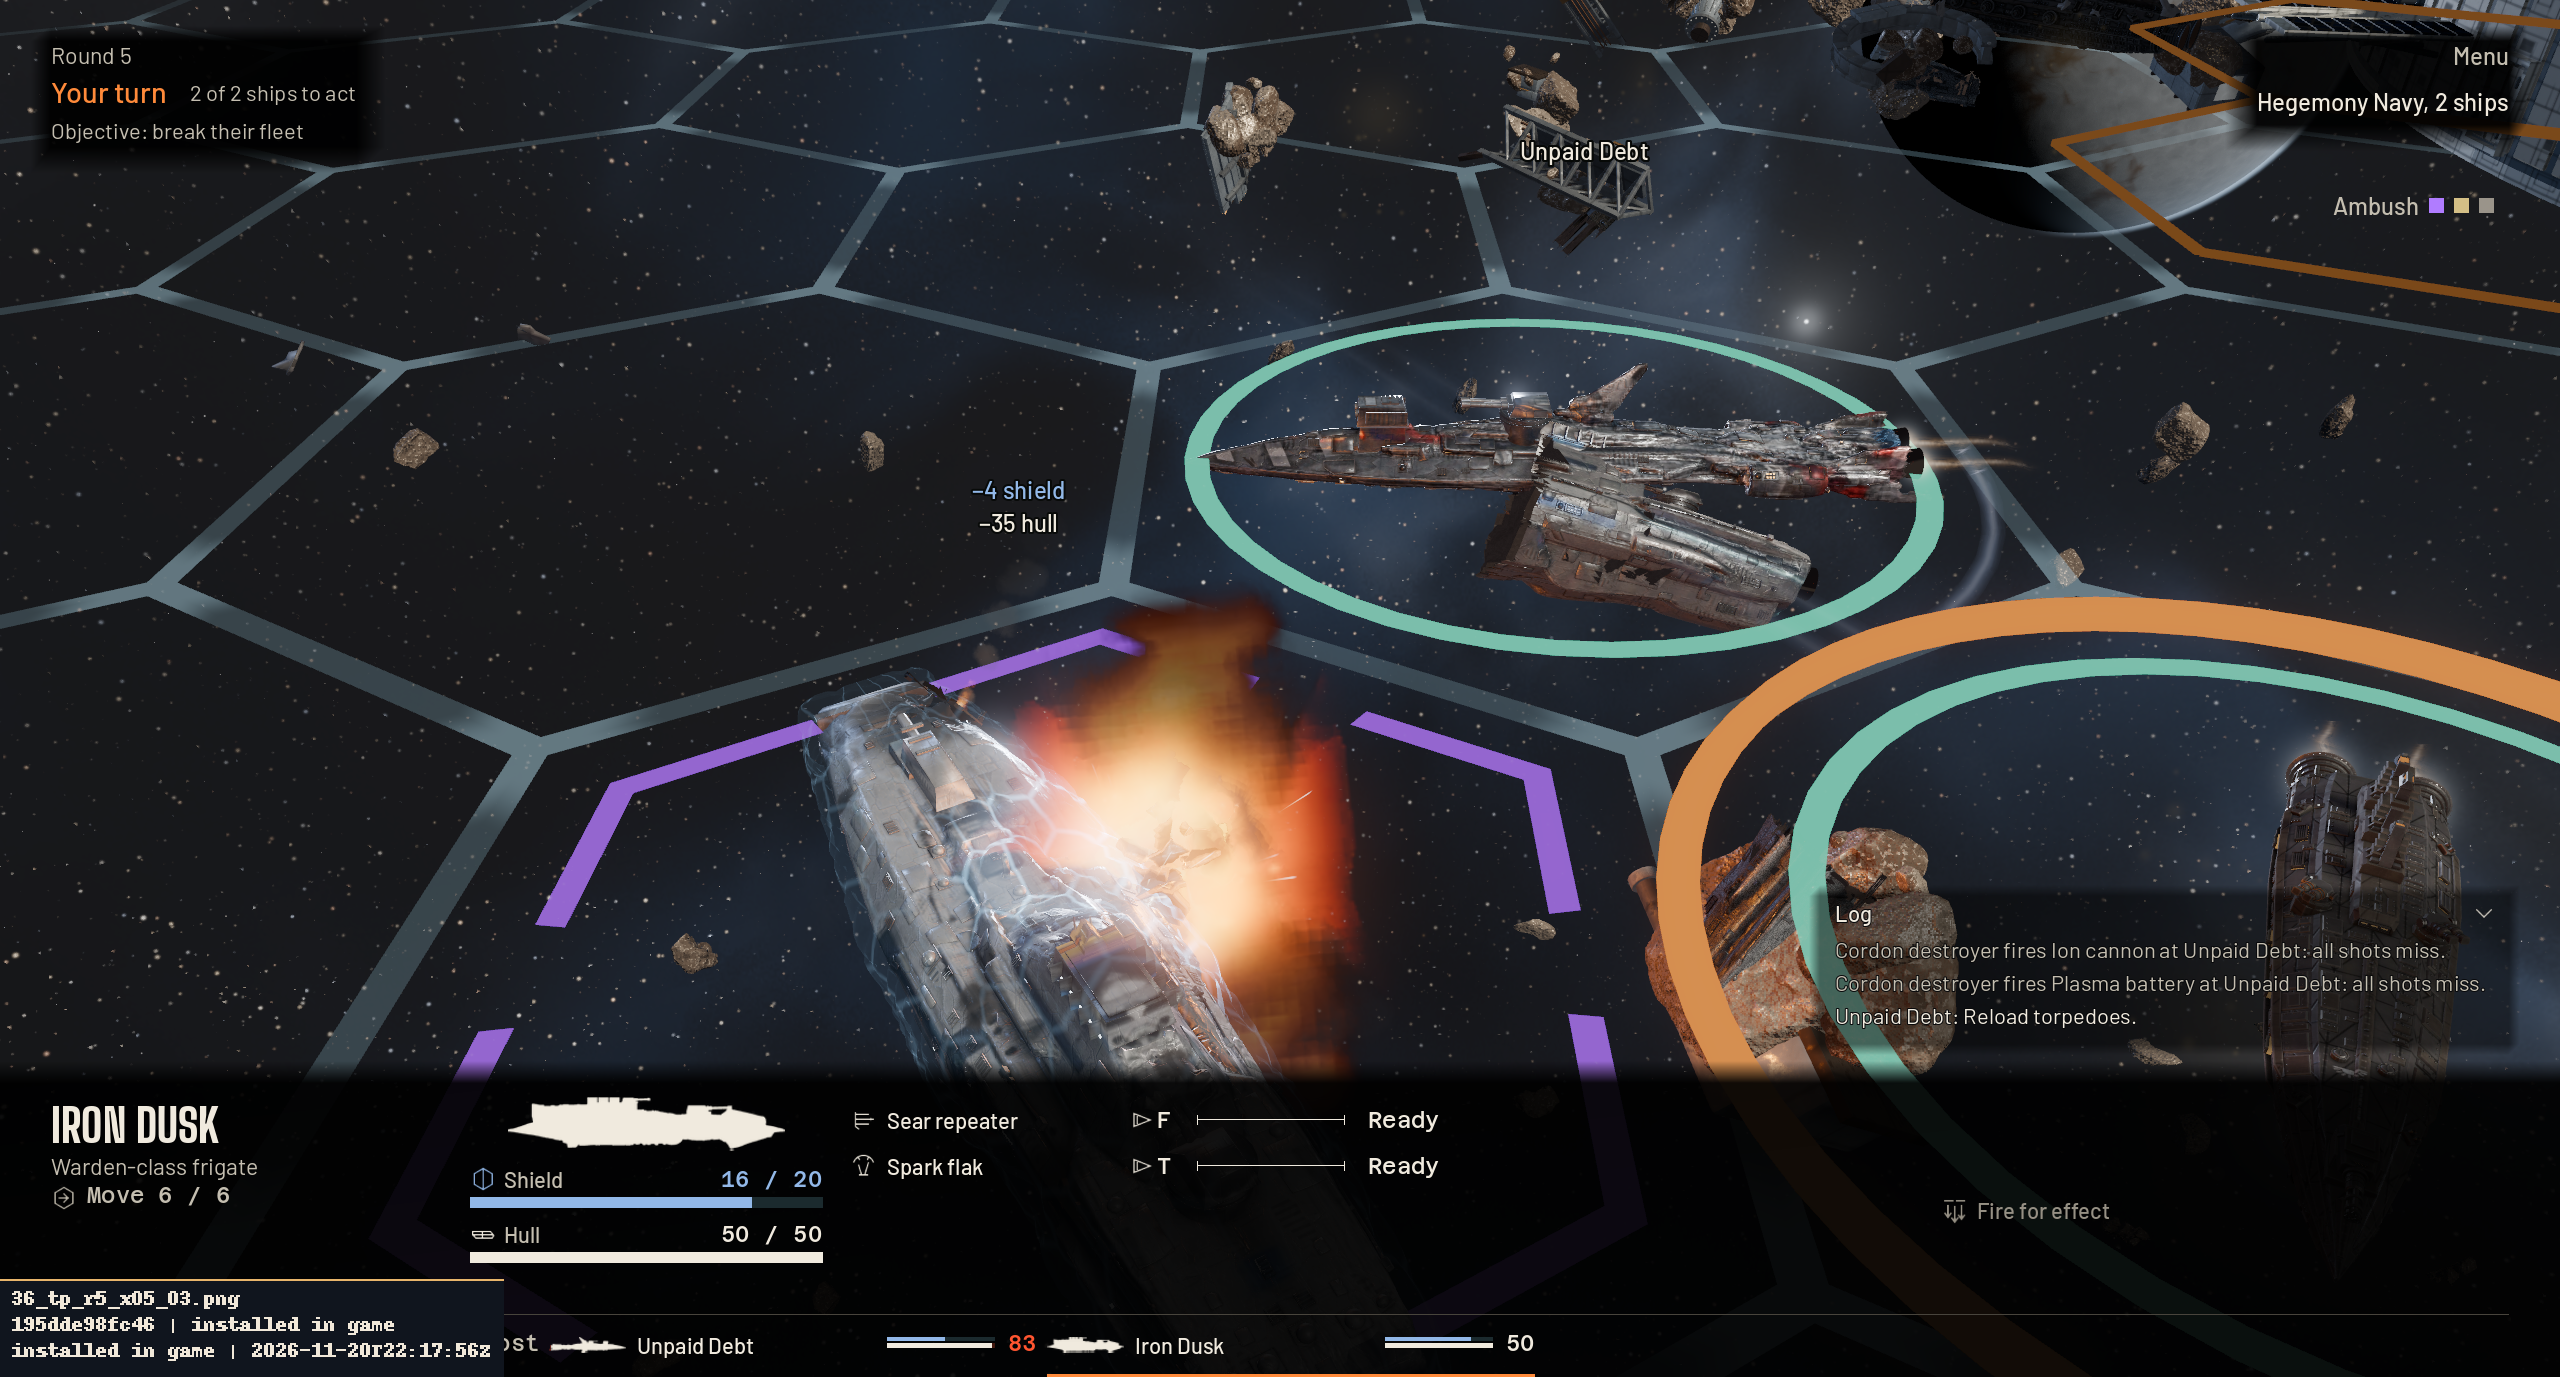 Round 5
Your turn 2 of 2 ships to act
Objective: break their fleet
Menu
Hegemony Navy, 2 ships
Ambush
Unpaid Debt
–4 shield
–35 hull
Log
Cordon destroyer fires Ion cannon at Unpaid Debt: all shots miss.
Cordon destroyer fires Plasma battery at Unpaid Debt: all shots miss.
Unpaid Debt: Reload torpedoes.
IRON DUSK
Warden-class frigate
Move 6 / 6
Shield 16 / 20
Hull 50 / 50
Sear repeater F Ready
Spark flak T Ready
Fire for effect
36_tp_r5_x05_03.png
195dde98fc46 | installed in game
installed in game | 2026-11-20T22:17:56Z
ost Unpaid Debt 83 Iron Dusk 50